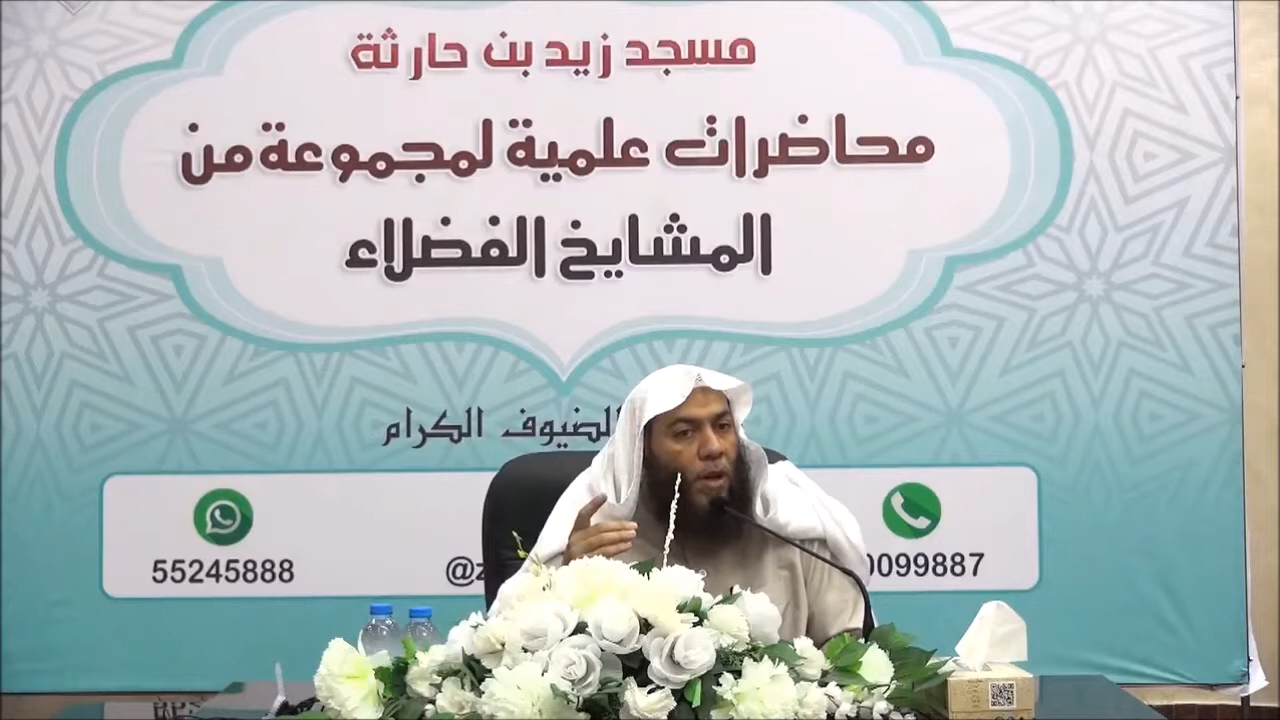 مسجد زيد بن حارثة
محاضرات علمية لمجموعة من
المشايخ الفضلاء
الضيوف الكرام
55245888
@z
0099887